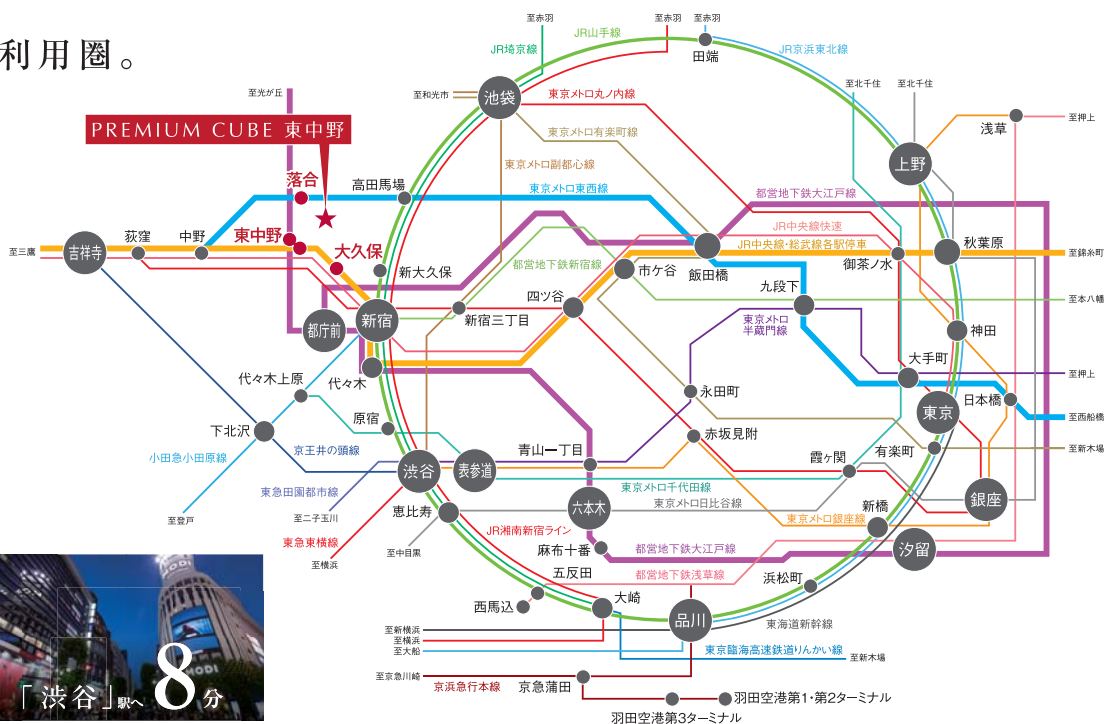 利用圏。
至赤羽
至赤羽
至赤羽
JR山手線
JR埼京線
JR京浜東北線
田端
至光が丘
至和光市
池袋
東京メトロ丸ノ内線
至北千住
至北千住
PREMIUM CUBE 東中野
東京メトロ有楽町線
浅草
至押上
東京メトロ副都心線
上野
落合
高田馬場
東京メトロ東西線
都営地下鉄大江戸線
東中野
荻窪
中野
吉祥寺
至三鷹
大久保
新大久保
都営地下鉄新宿線
JR中央線快速
JR中央線・総武線各駅停車
飯田橋
市ケ谷
御茶ノ水
秋葉原
至錦糸町
九段下
四ツ谷
至本八幡
都庁前
新宿
新宿三丁目
東京メトロ
半蔵門線
神田
大手町
代々木上原
代々木
至押上
永田町
日本橋
東京
至西船橋
下北沢
原宿
赤坂見附
小田急小田原線
京王井の頭線
青山一丁目
霞ヶ関
有楽町
至新木場
渋谷
表参道
東急田園都市線
東京メトロ千代田線
東京メトロ日比谷線
銀座
至登戸
至二子玉川
恵比寿
六本木
新橋
東京メトロ銀座線
東急東横線
至横浜
至中目黒
JR湘南新宿ライン
麻布十番
都営地下鉄大江戸線
汐留
五反田
都営地下鉄浅草線
浜松町
西馬込
大崎
品川
東海道新幹線
至新横浜
至横浜
至大船
東京臨海高速鉄道りんかい線
至新木場
至京急川崎
京浜急行本線
京急蒲田
羽田空港第1・第2ターミナル
羽田空港第3ターミナル
MODI
MODI
「渋谷」駅へ8分